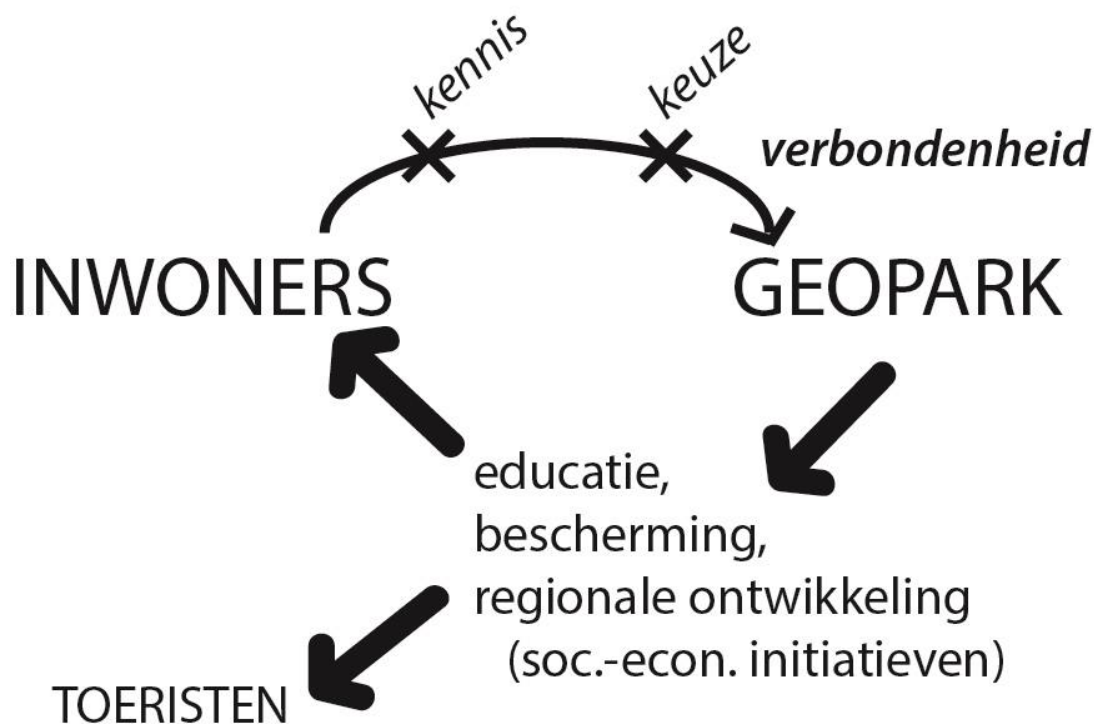 kennis
keuze
verbondenheid
INWONERS
GEOPARK
educatie,
bescherming,
regionale ontwikkeling
(soc.-econ. initiatieven)
TOERISTEN